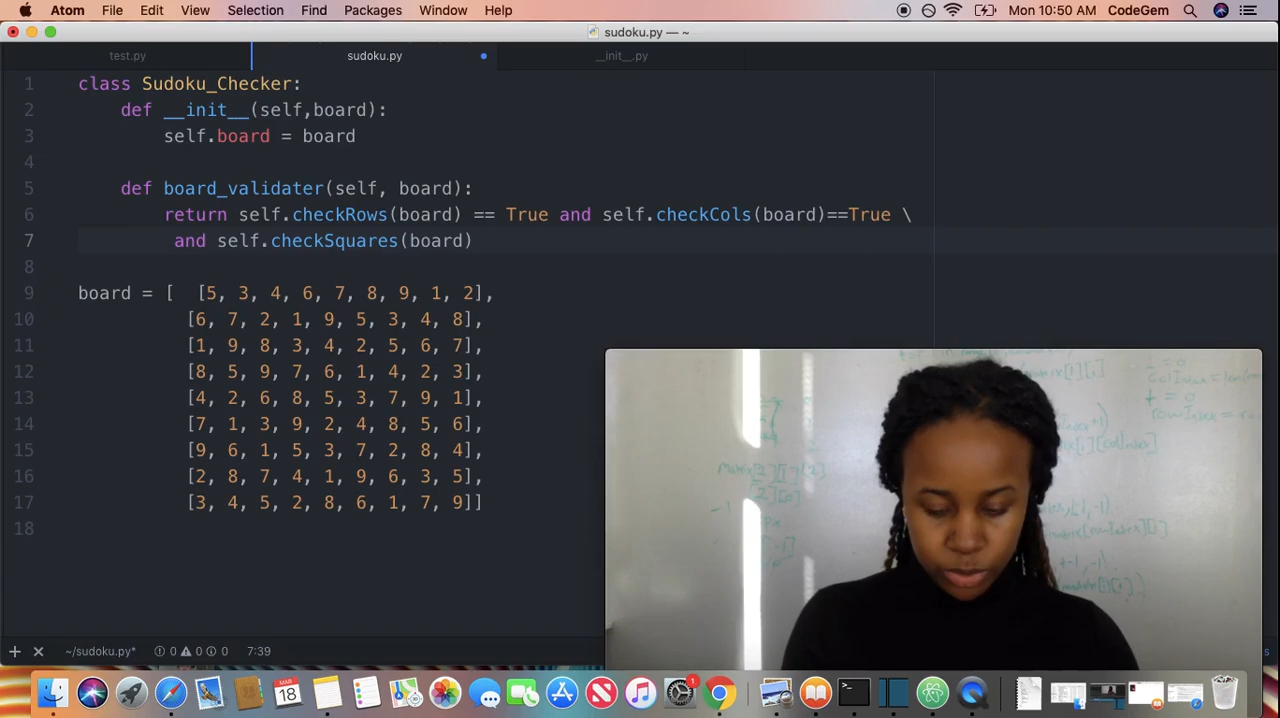 Atom File Edit View Selection Find Packages Window Help Mon 10:50 AM CodeGem
sudoku.py — ~
test.py sudoku.py __init__.py
1 class Sudoku_Checker:
2 def __init__(self,board):
3 self.board = board
4
5 def board_validater(self, board):
6 return self.checkRows(board) == True and self.checkCols(board)==True \
7 and self.checkSquares(board)
8
9 board = [ [5, 3, 4, 6, 7, 8, 9, 1, 2],
10 [6, 7, 2, 1, 9, 5, 3, 4, 8],
11 [1, 9, 8, 3, 4, 2, 5, 6, 7],
12 [8, 5, 9, 7, 6, 1, 4, 2, 3],
13 [4, 2, 6, 8, 5, 3, 7, 9, 1],
14 [7, 1, 3, 9, 2, 4, 8, 5, 6],
15 [9, 6, 1, 5, 3, 7, 2, 8, 4],
16 [2, 8, 7, 4, 1, 9, 6, 3, 5],
17 [3, 4, 5, 2, 8, 6, 1, 7, 9]]
18
~/sudoku.py* 0 0 0 7:39
MAR
18
1